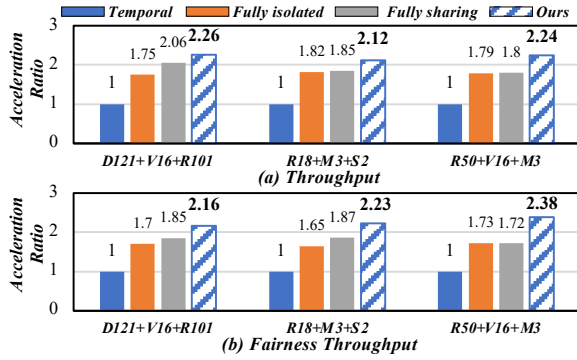 Temporal Fully isolated Fully sharing Ours
Acceleration
Ratio
3
2
1
0
1 1.75 2.06 2.26
1 1.82 1.85 2.12
1 1.79 1.8 2.24
D121+V16+R101 R18+M3+S2 R50+V16+M3
(a) Throughput
Acceleration
Ratio
3
2
1
0
1 1.7 1.85 2.16
1 1.65 1.87 2.23
1 1.73 1.72 2.38
D121+V16+R101 R18+M3+S2 R50+V16+M3
(b) Fairness Throughput